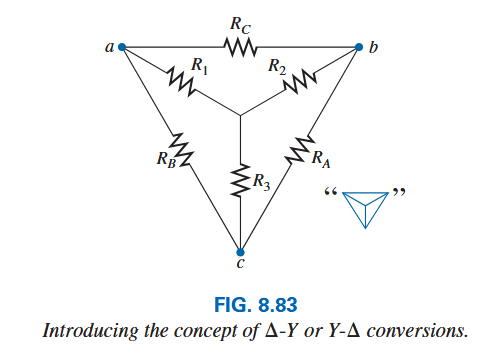 R_C
a
b
R_1
R_2
R_B
R_A
R_3
“ ”
c
FIG. 8.83
Introducing the concept of Δ-Y or Y-Δ conversions.